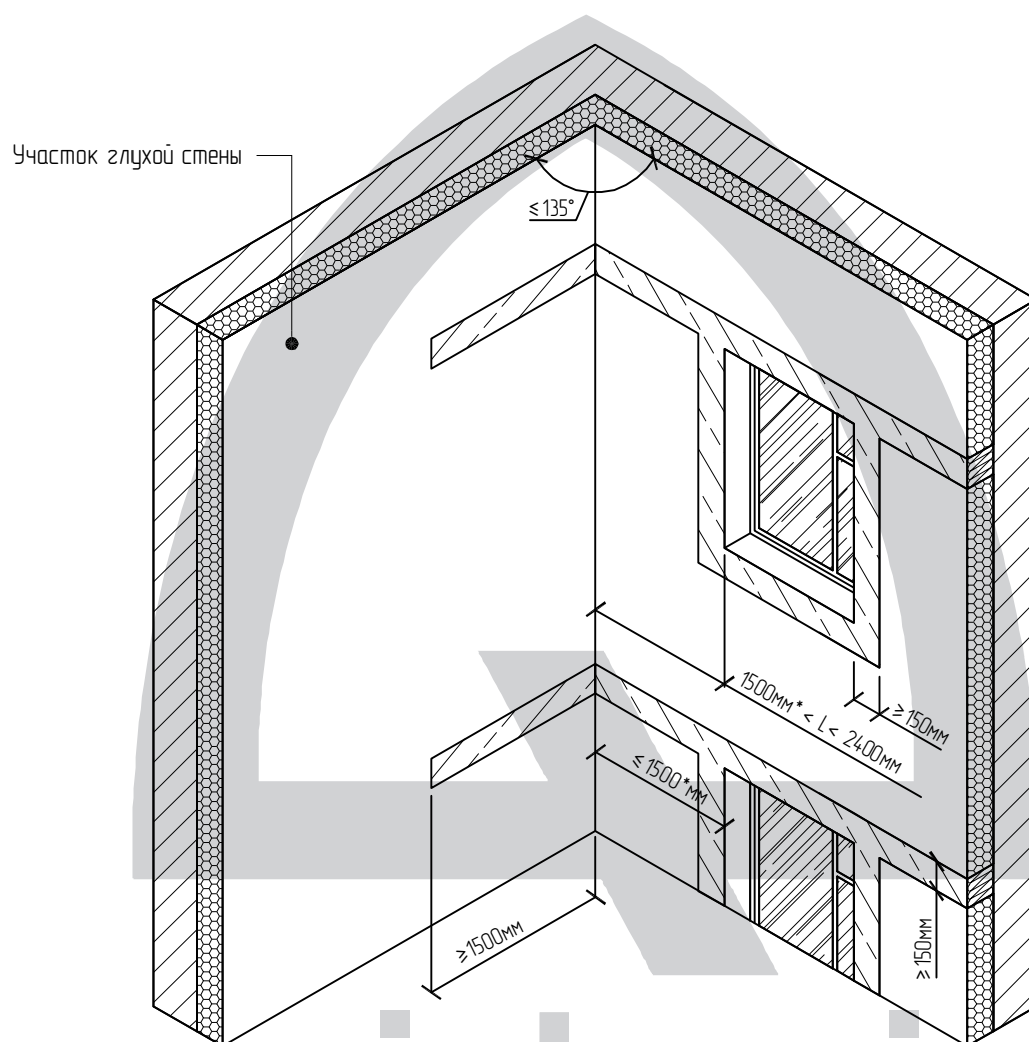 Участок глухой стены
≤135°
1500мм* < L < 2400мм
≥150мм
≤1500*мм
≥1500мм
≥150мм